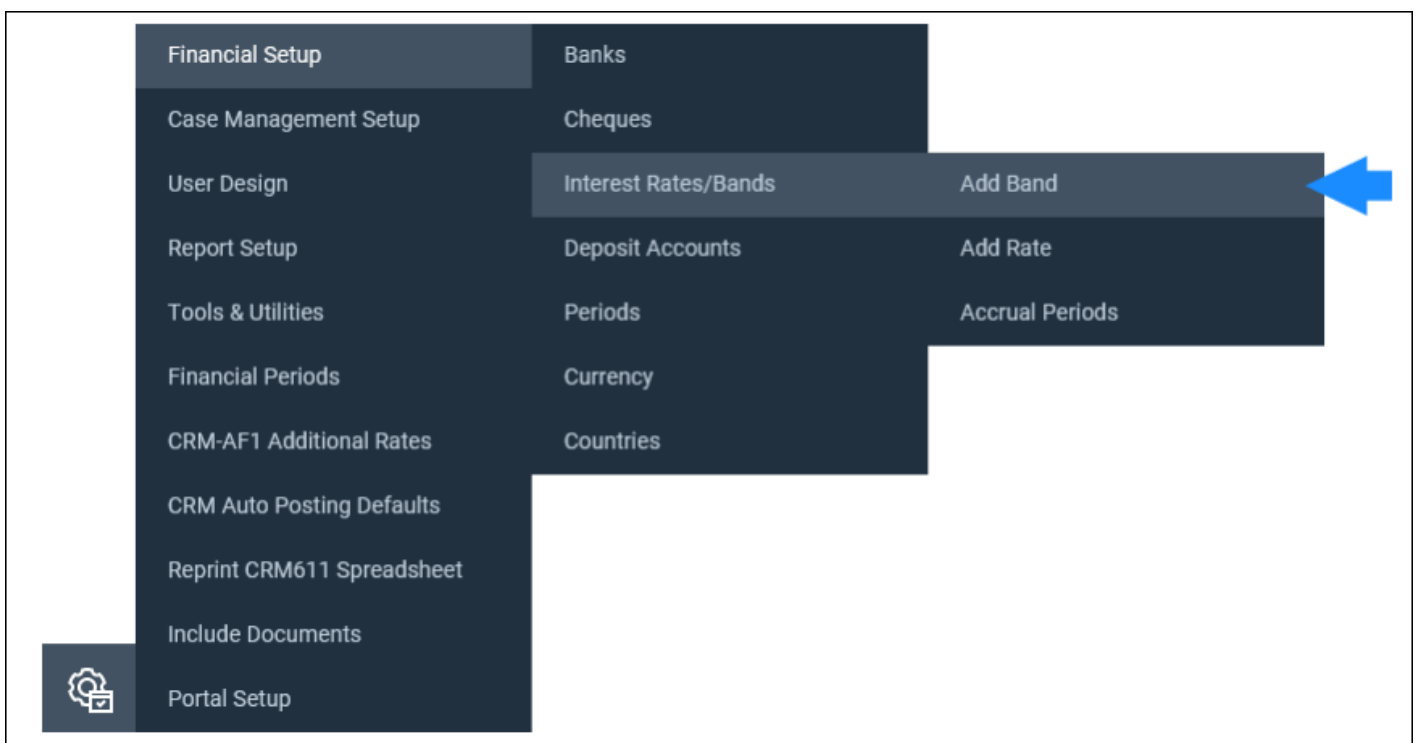 Financial Setup
Case Management Setup
User Design
Report Setup
Tools & Utilities
Financial Periods
CRM-AF1 Additional Rates
CRM Auto Posting Defaults
Reprint CRM611 Spreadsheet
Include Documents
Portal Setup
Banks
Cheques
Interest Rates/Bands
Deposit Accounts
Periods
Currency
Countries
Add Band
Add Rate
Accrual Periods